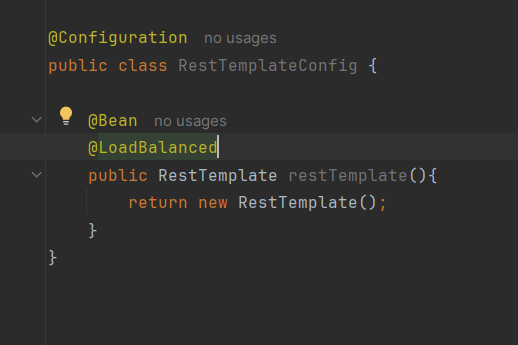 @Configuration no usages
public class RestTemplateConfig {
@Bean no usages
@LoadBalanced
public RestTemplate restTemplate(){
return new RestTemplate();
}
}